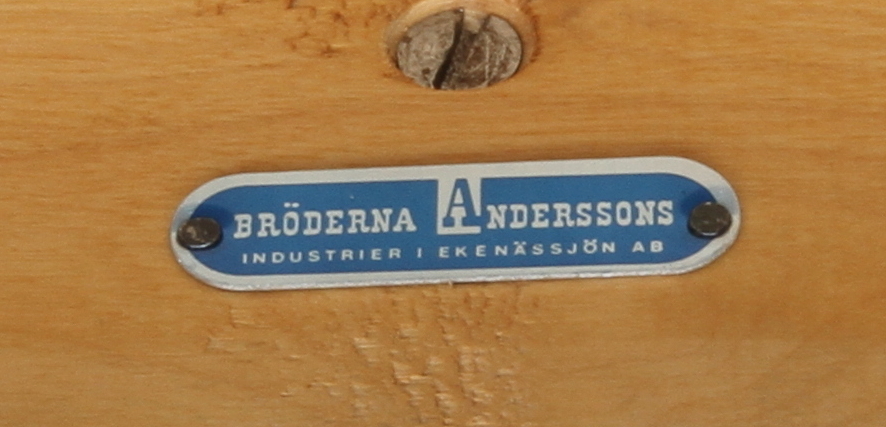 BRÖDERNA ANDERSSONS
INDUSTRIER I EKENÄSSJÖN AB